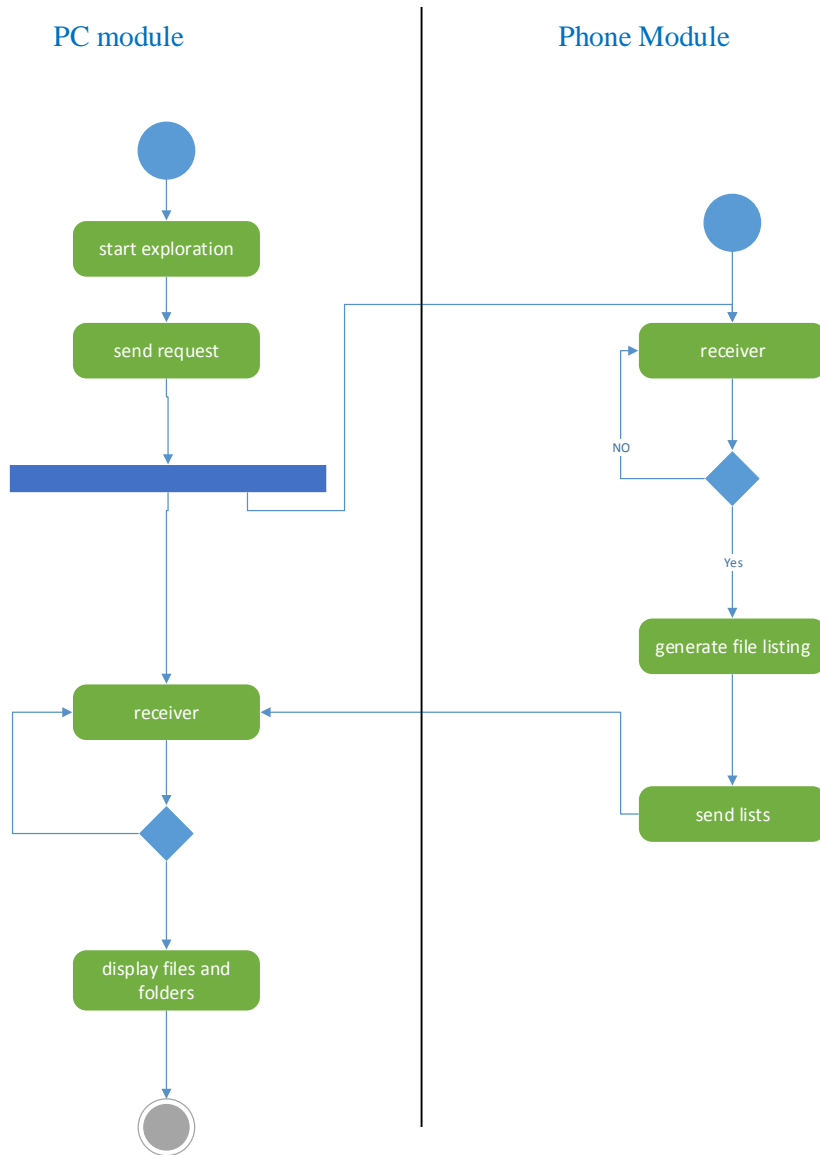 PC module
Phone Module
start exploration
send request
receiver
NO
Yes
generate file listing
receiver
send lists
display files and
folders